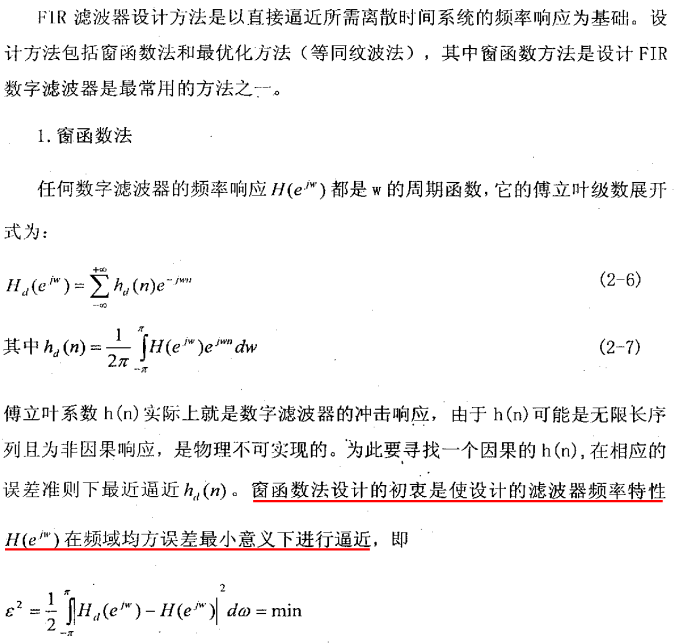 FIR 滤波器设计方法是以直接逼近所需离散时间系统的频率响应为基础。设
计方法包括窗函数法和最优化方法（等同纹波法），其中窗函数方法是设计 FIR
数字滤波器是最常用的方法之一。
1.窗函数法
任何数字滤波器的频率响应 H(e^{jw}) 都是 w 的周期函数,它的傅立叶级数展开
式为:
H_d(e^{jw}) = \sum_{-\infty}^{+\infty} h_d(n)e^{-jwn} (2-6)
其中 h_d(n) = \frac{1}{2\pi} \int_{-\pi}^{\pi} H(e^{jw})e^{jwn}dw (2-7)
傅立叶系数 h(n)实际上就是数字滤波器的冲击响应，由于 h(n)可能是无限长序
列且为非因果响应，是物理不可实现的。为此要寻找一个因果的 h(n),在相应的
误差准则下最近逼近 h_d(n)。窗函数法设计的初衷是使设计的滤波器频率特性
H(e^{jw}) 在频域均方误差最小意义下进行逼近，即
ε^2 = \frac{1}{2} \int_{-\pi}^{\pi} |H_d(e^{jw}) - H(e^{jw})|^2 dω = min